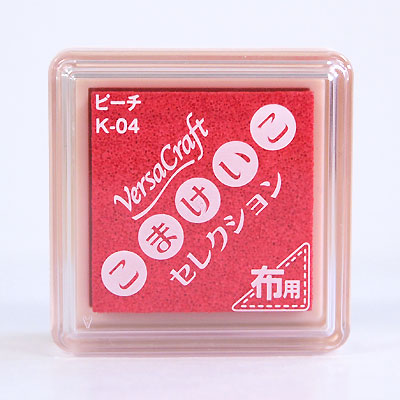 ピーチ
K-04
VersaCraft
こまけいこ
セレクション
布用